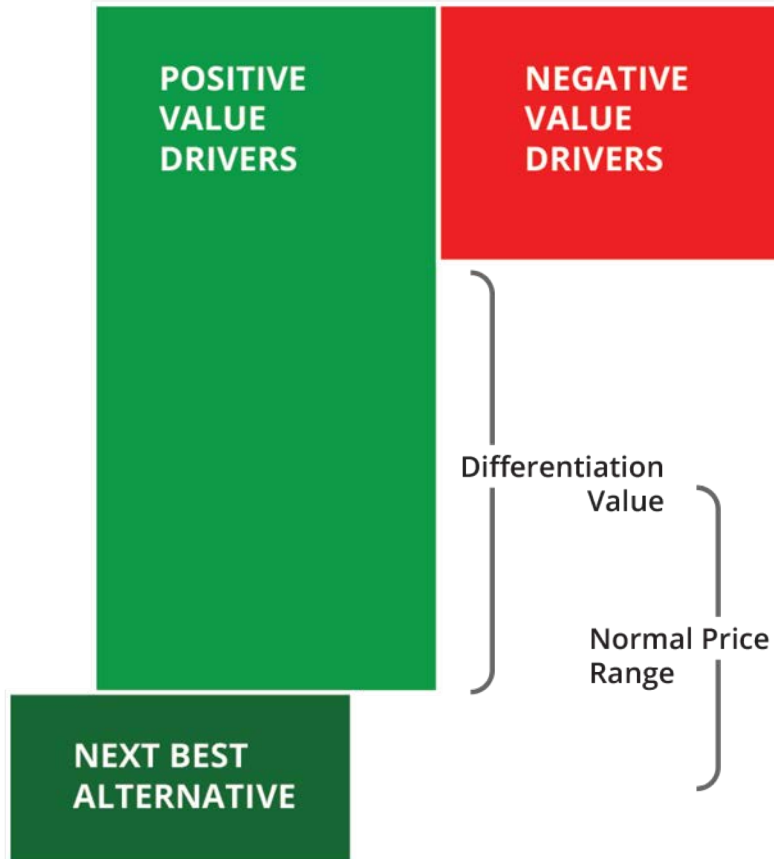 POSITIVE
VALUE
DRIVERS
NEGATIVE
VALUE
DRIVERS
Differentiation
Value
Normal Price
Range
NEXT BEST
ALTERNATIVE